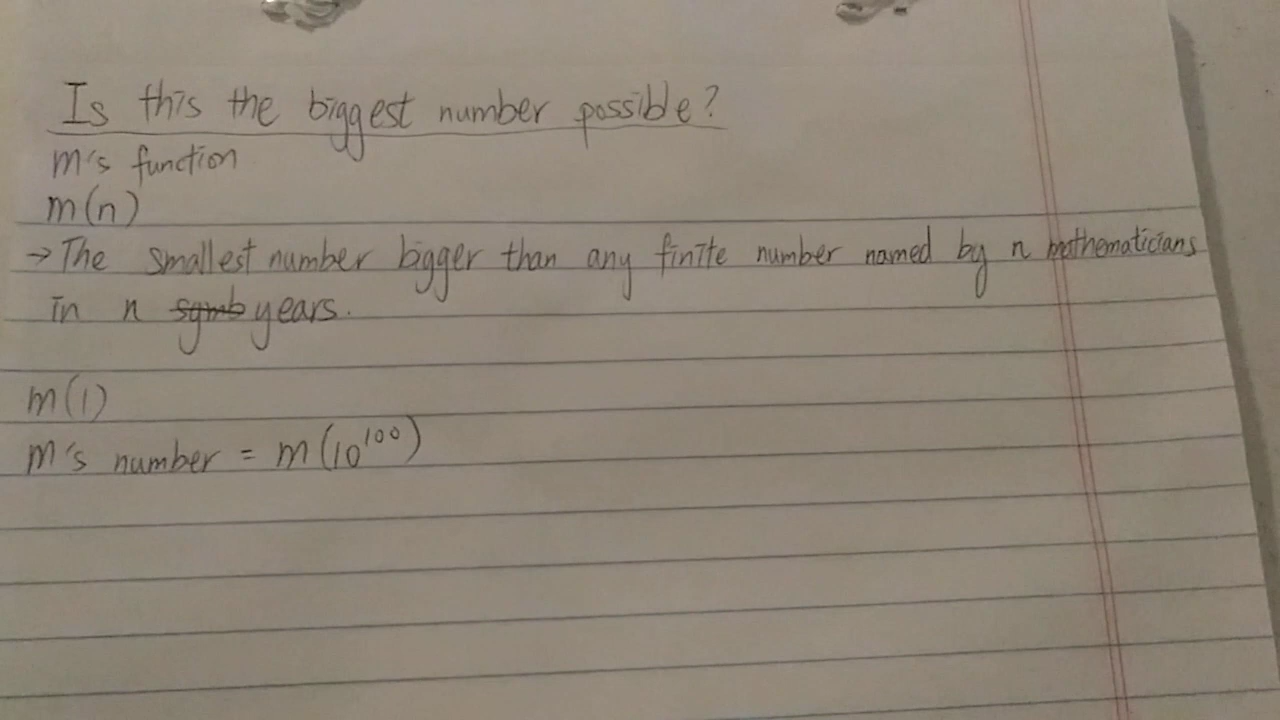 Is this the biggest number possible?
m's function
m(n)
→ The smallest number bigger than any finite number named by n mathematicians
in n symb years.
m(1)
m's number = m(10^100)